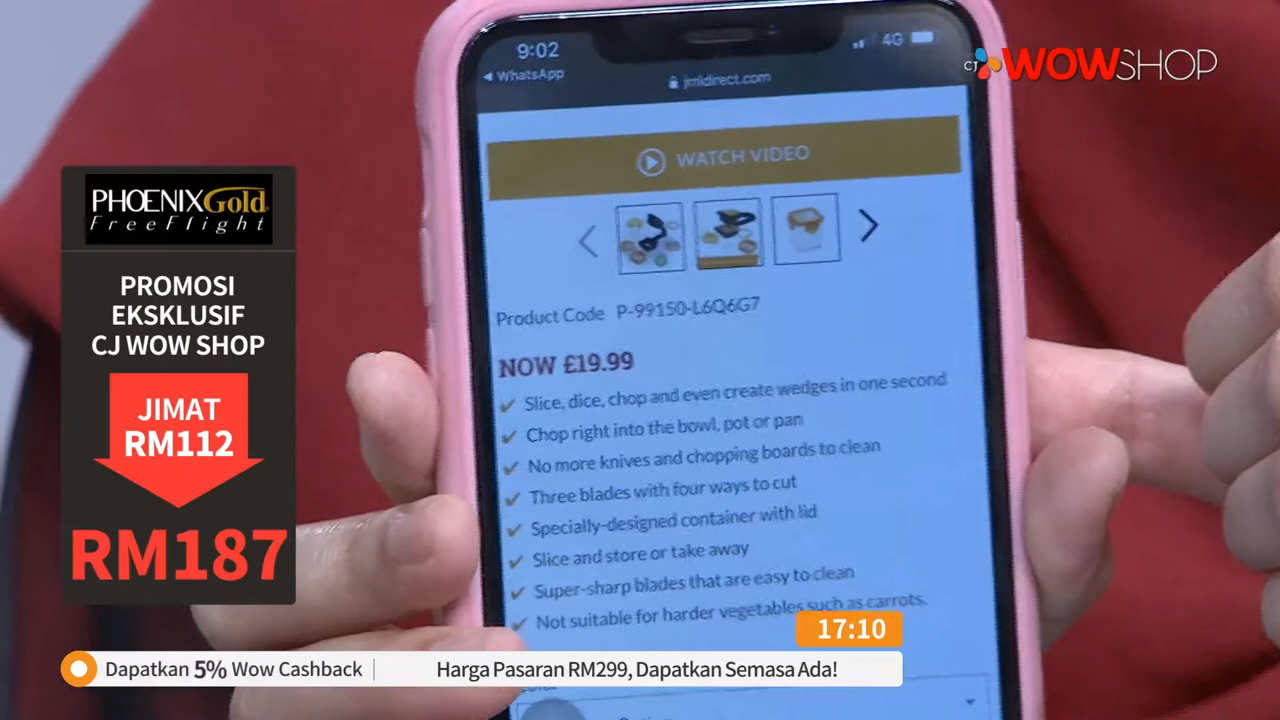 9:02
4G
WhatsApp
jmldirect.com
CJ WOWSHOP
WATCH VIDEO
PHOENIXGold
FreeFlight
PROMOSI
EKSKLUSIF
CJ WOW SHOP
JIMAT
RM112
RM187
Product Code P-99150-L6Q6G7
NOW £19.99
Slice, dice, chop and even create wedges in one second
Chop right into the bowl, pot or pan
No more knives and chopping boards to clean
Three blades with four ways to cut
Specially-designed container with lid
Slice and store or take away
Super-sharp blades that are easy to clean
Not suitable for harder vegetables such as carrots.
17:10
Dapatkan 5% Wow Cashback
Harga Pasaran RM299, Dapatkan Semasa Ada!